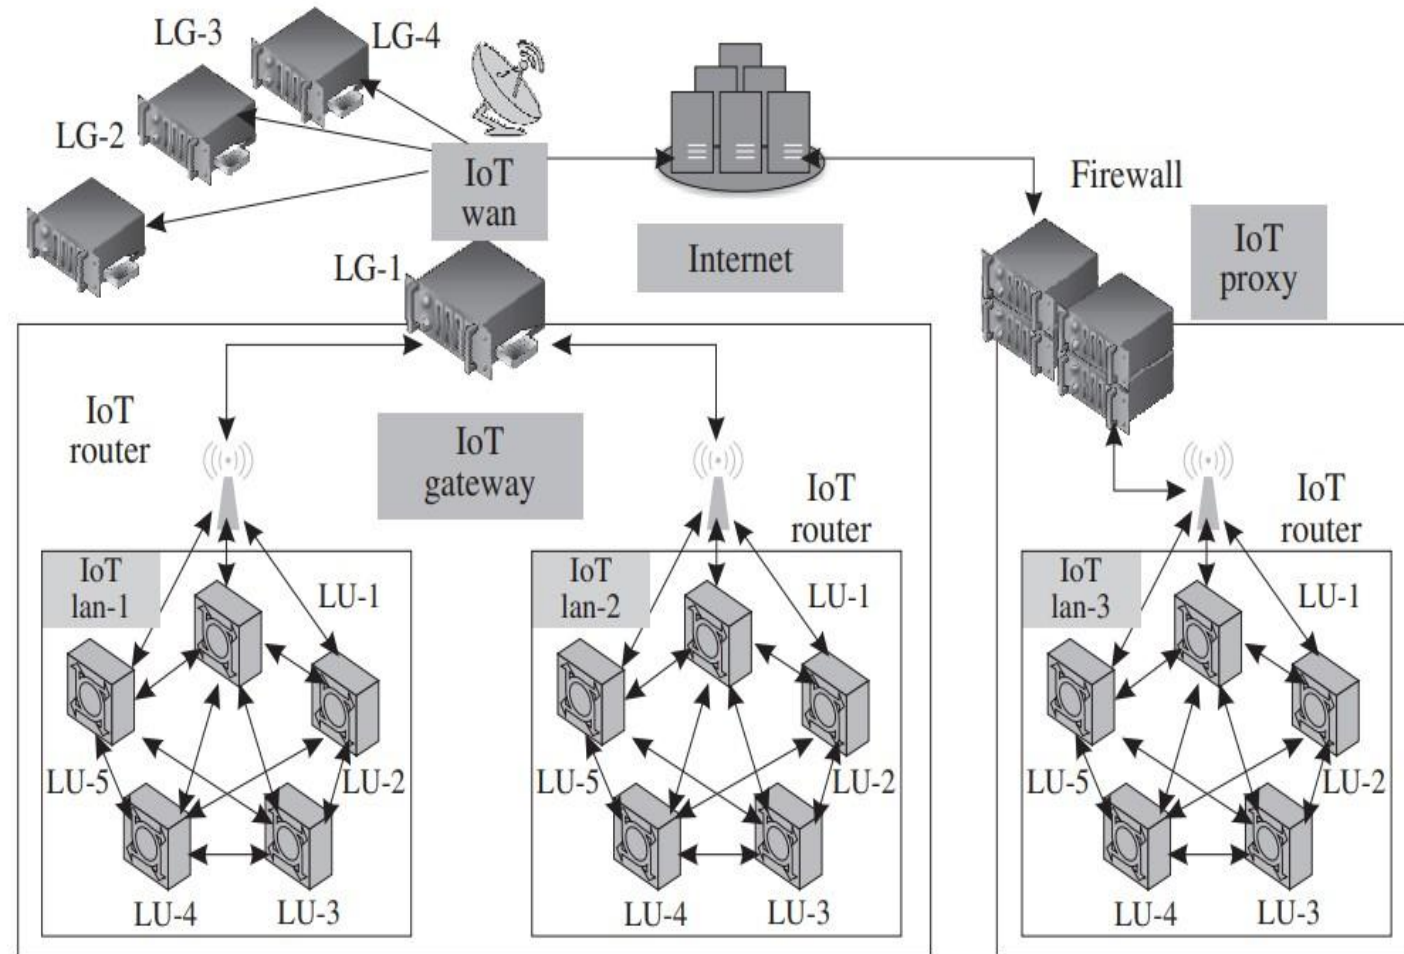 LG-3
LG-4
LG-2
IoT
wan
Firewall
IoT
proxy
Internet
LG-1
IoT
router
IoT
gateway
IoT
router
IoT
router
IoT
lan-1
LU-1
LU-5
LU-2
LU-4
LU-3
IoT
lan-2
LU-1
LU-5
LU-2
LU-4
LU-3
IoT
lan-3
LU-1
LU-5
LU-2
LU-4
LU-3